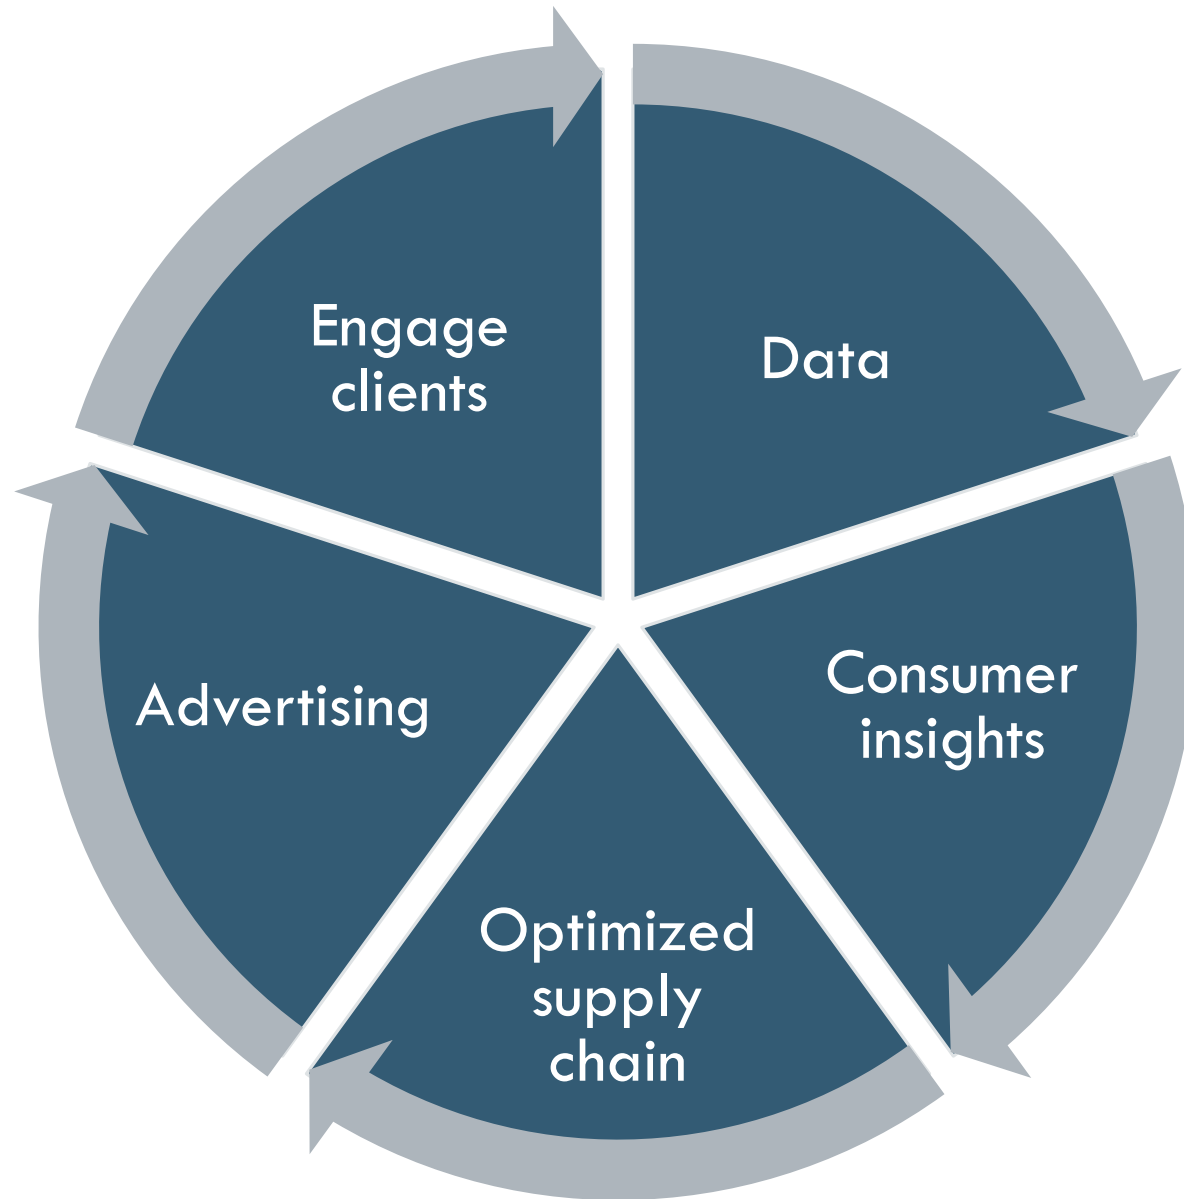 Engage
clients
Data
Consumer
insights
Optimized
supply
chain
Advertising